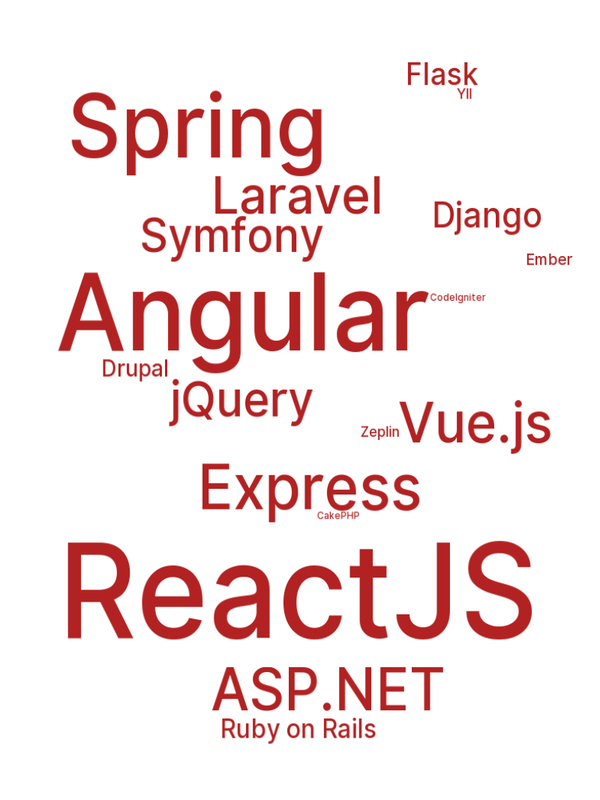 Flask
YII
Spring
Laravel
Django
Symfony
Ember
Angular
CodeIgniter
Drupal
jQuery
Vue.js
Zeplin
Express
CakePHP
ReactJS
ASP.NET
Ruby on Rails